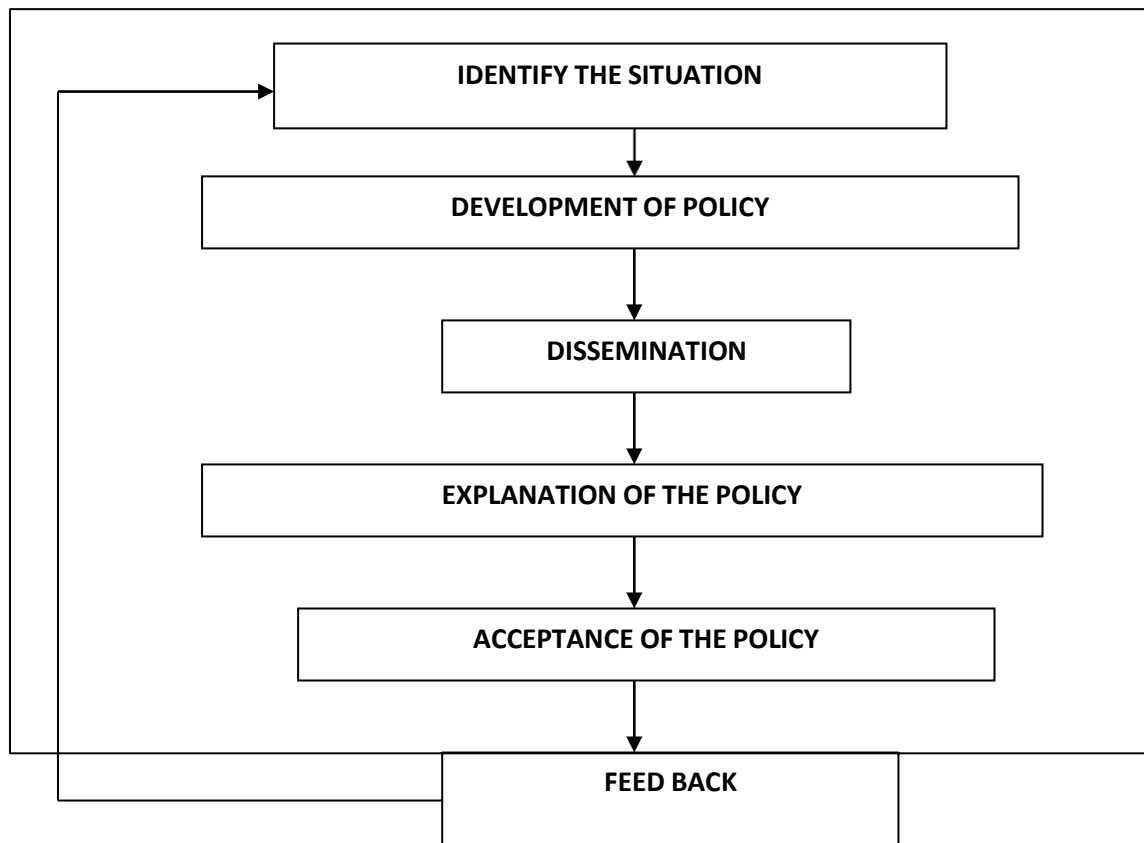 IDENTIFY THE SITUATION
DEVELOPMENT OF POLICY
DISSEMINATION
EXPLANATION OF THE POLICY
ACCEPTANCE OF THE POLICY
FEED BACK